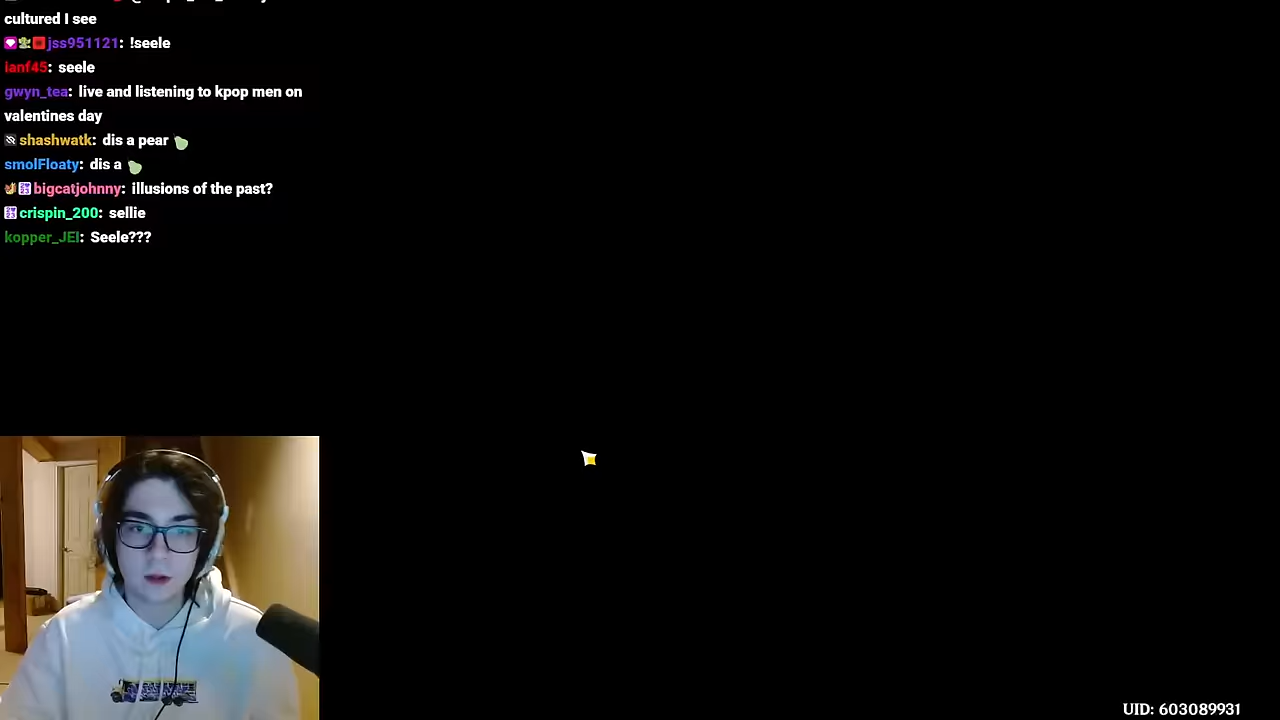 cultured I see
jss951121: !seele
ianf45: seele
gwyn_tea: live and listening to kpop men on
valentines day
shashwatk: dis a pear
smolFloaty: dis a
bigcatjohnny: illusions of the past?
crispin_200: sellie
kopper_JEI: Seele???
UID: 603089931